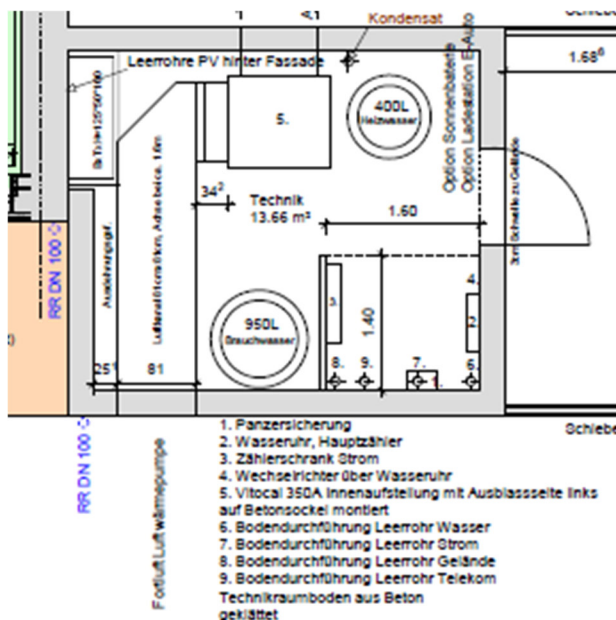 Kondensat
Leerrohre PV hinter Fassade
1.68⁶
400L
Heizwasser
Option Sonnenbatterie
Option Ladestation E-Auto
5.
34²
Technik
13.66 m²
1.60
RR DN 100
950L
Brauchwasser
1.40
3.
4.
2.
25¹
81
8.
9.
7.
1.
6.
RR DN 100
Fortluft Luftwärmepumpe
Schiebe
1. Panzersicherung
2. Wasseruhr, Hauptzähler
3. Zählerschrank Strom
4. Wechselrichter über Wasseruhr
5. Vitocal 350A Innenaufstellung mit Ausblassseite links
auf Betonsockel montiert
6. Bodendurchführung Leerrohr Wasser
7. Bodendurchführung Leerrohr Strom
8. Bodendurchführung Leerrohr Gelände
9. Bodendurchführung Leerrohr Telekom
Technikraumboden aus Beton
geklättet